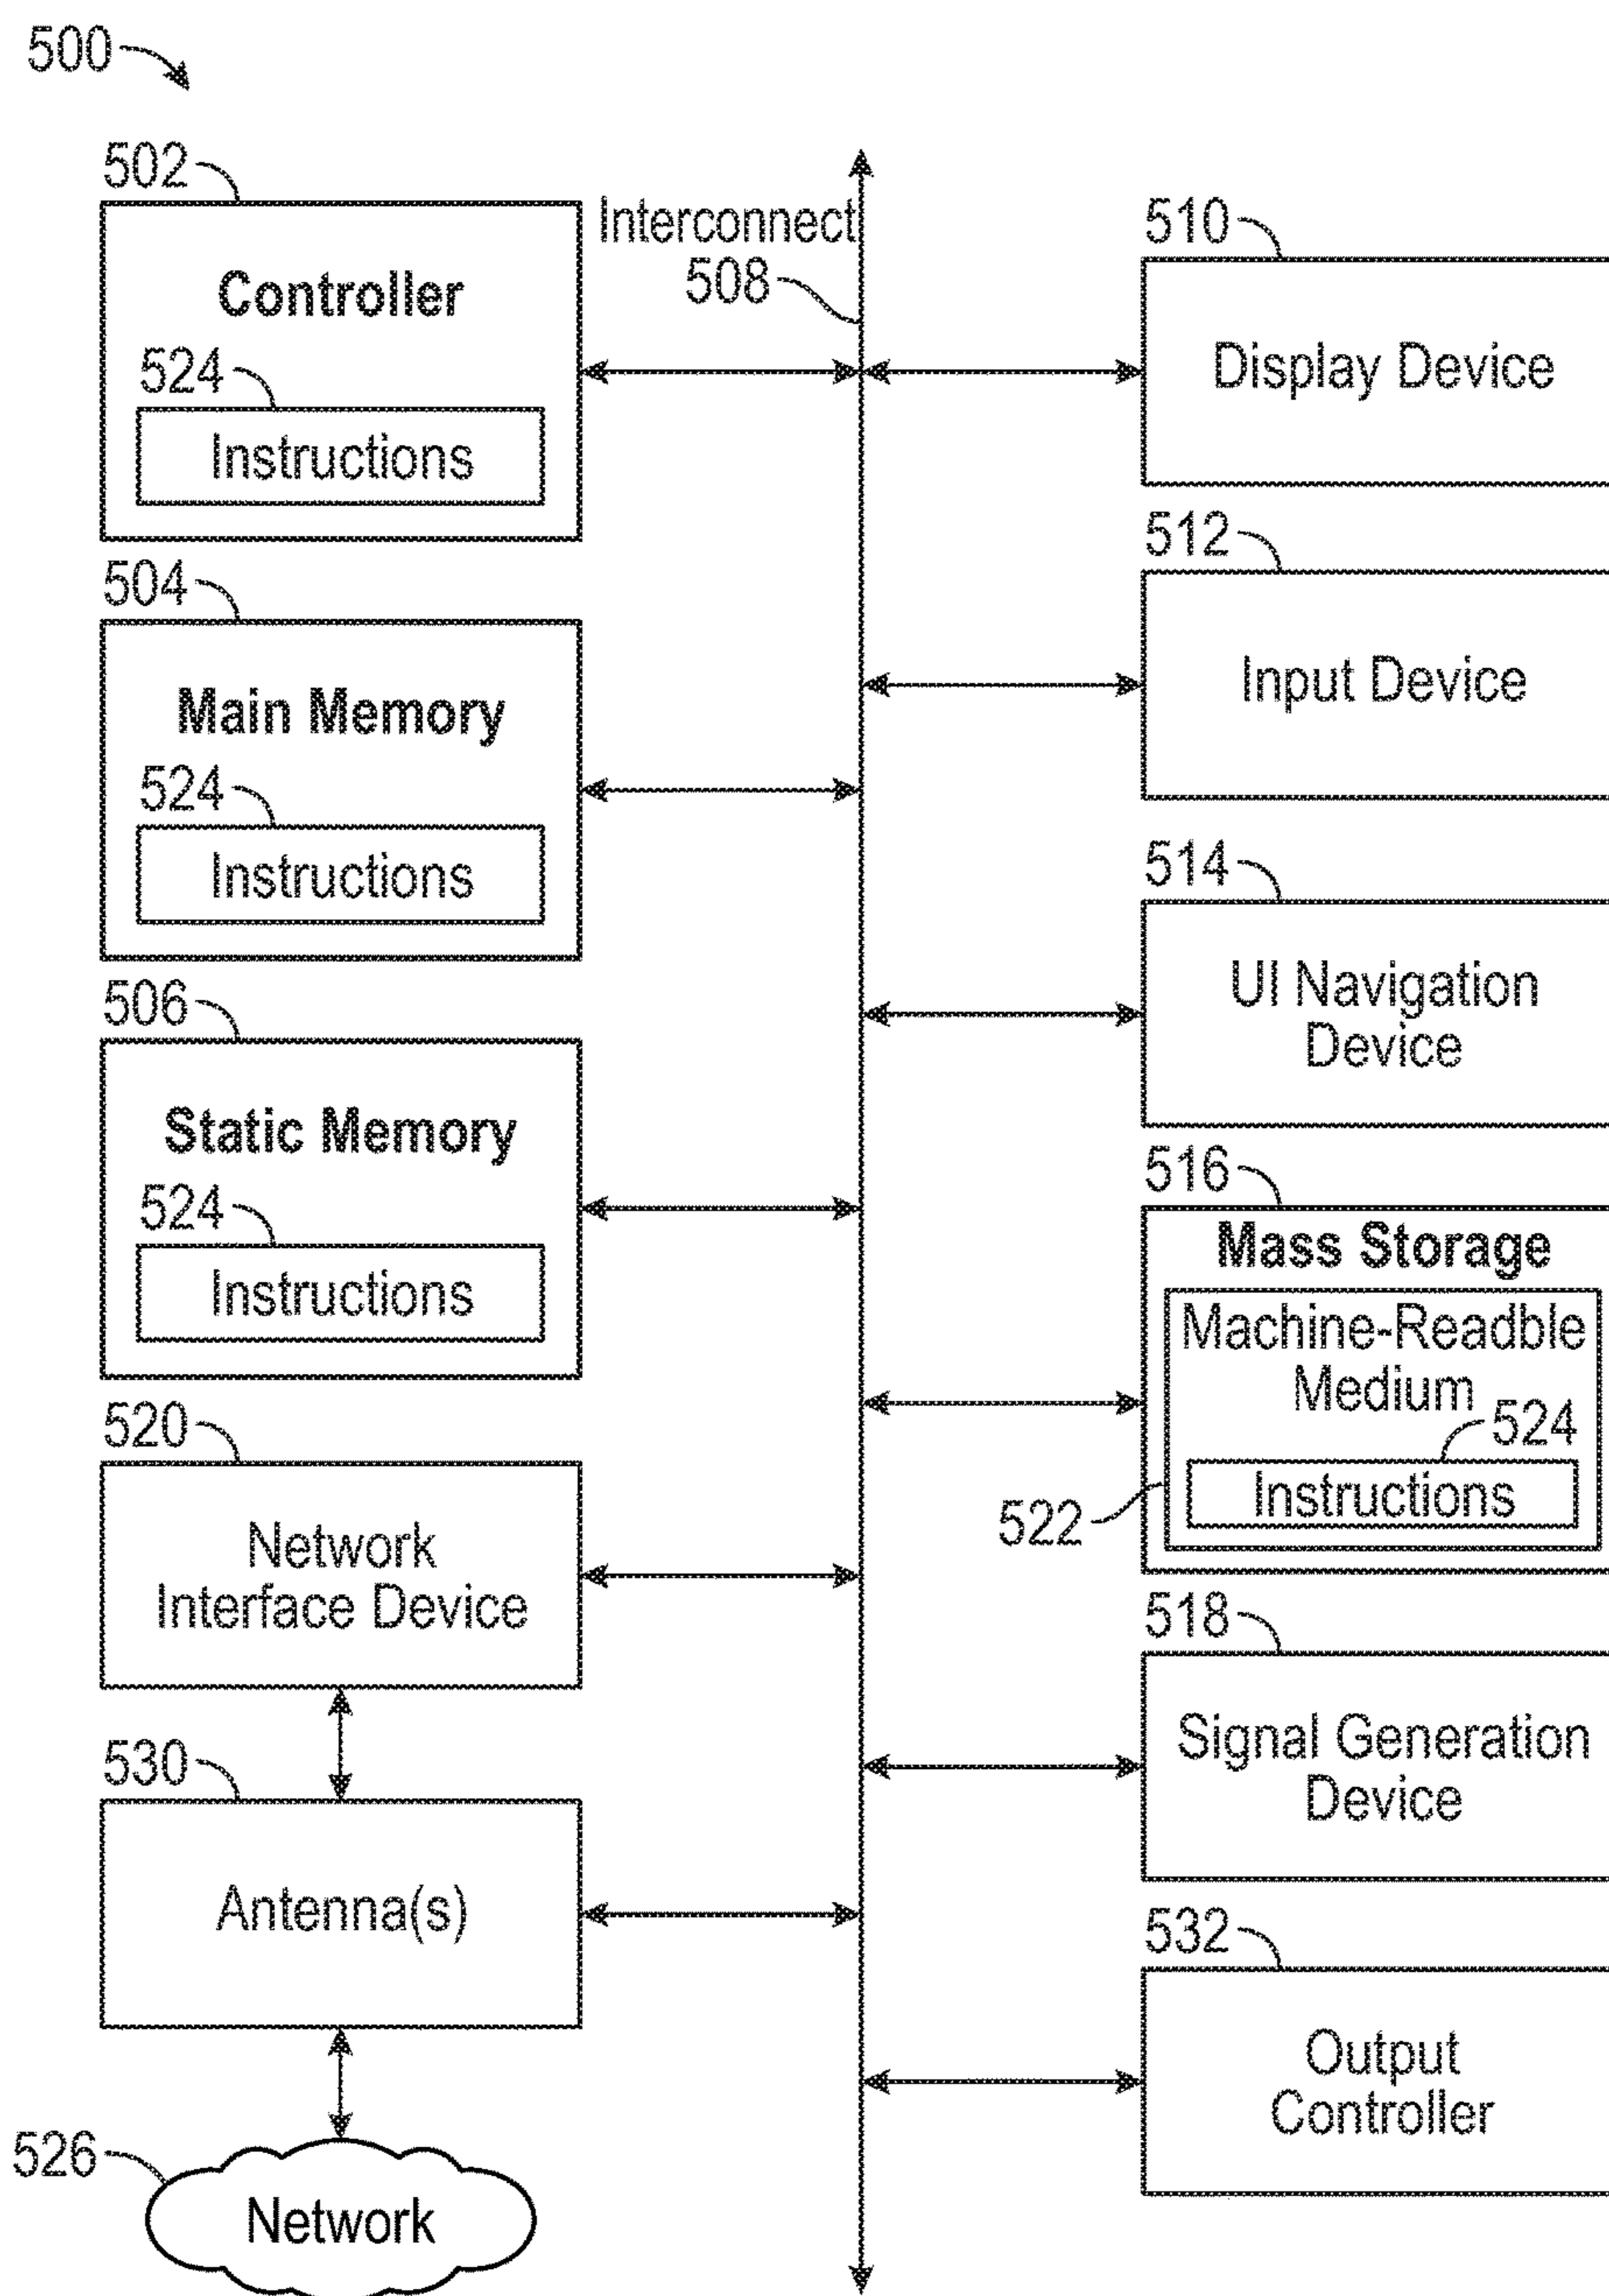 500
502
Controller
524
Instructions
504
Main Memory
524
Instructions
506
Static Memory
524
Instructions
520
Network
Interface Device
530
Antenna(s)
526
Network
Interconnect
508
510
Display Device
512
Input Device
514
UI Navigation
Device
516
Mass Storage
Machine-Readble
Medium
524
Instructions
522
518
Signal Generation
Device
532
Output
Controller